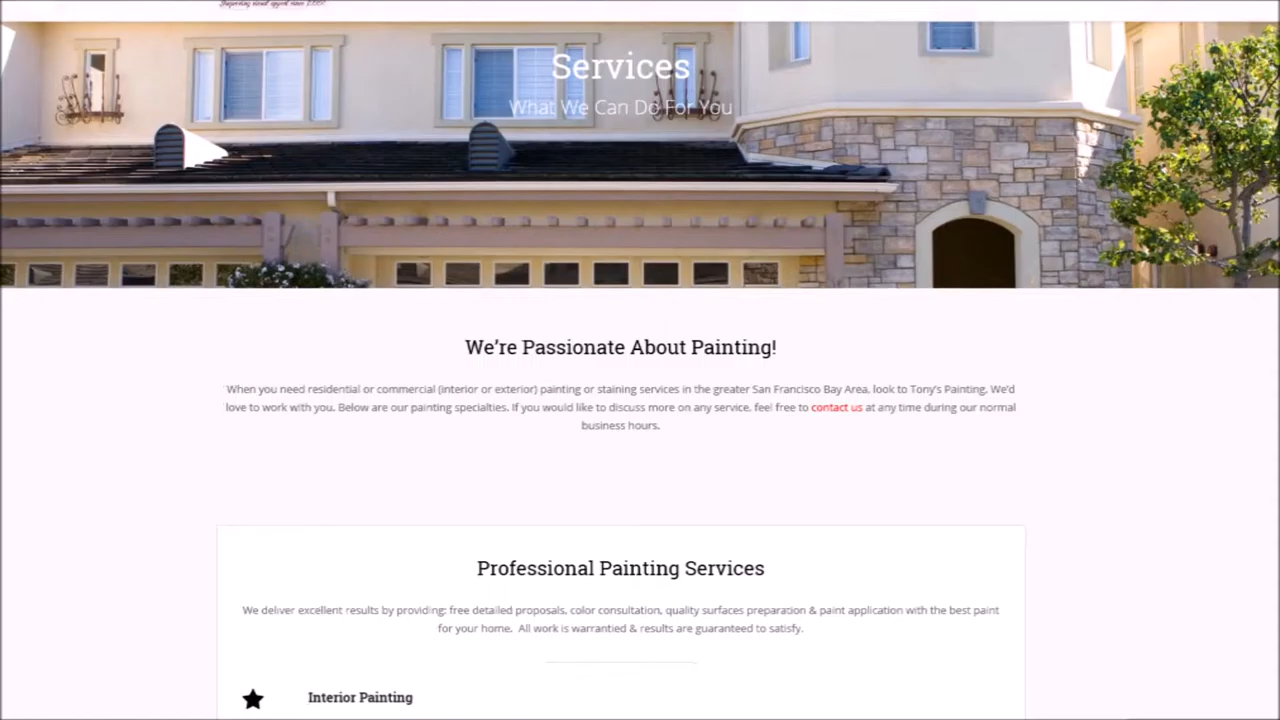 Services
What We Can Do For You
We're Passionate About Painting!
When you need residential or commercial (interior or exterior) painting or staining services in the greater San Francisco Bay Area, look to Tony's Painting. We'd
love to work with you. Below are our painting specialties. If you would like to discuss more on any service, feel free to contact us at any time during our normal
business hours.
Professional Painting Services
We deliver excellent results by providing: free detailed proposals, color consultation, quality surfaces preparation & paint application with the best paint
for your home. All work is warrantied & results are guaranteed to satisfy.
Interior Painting